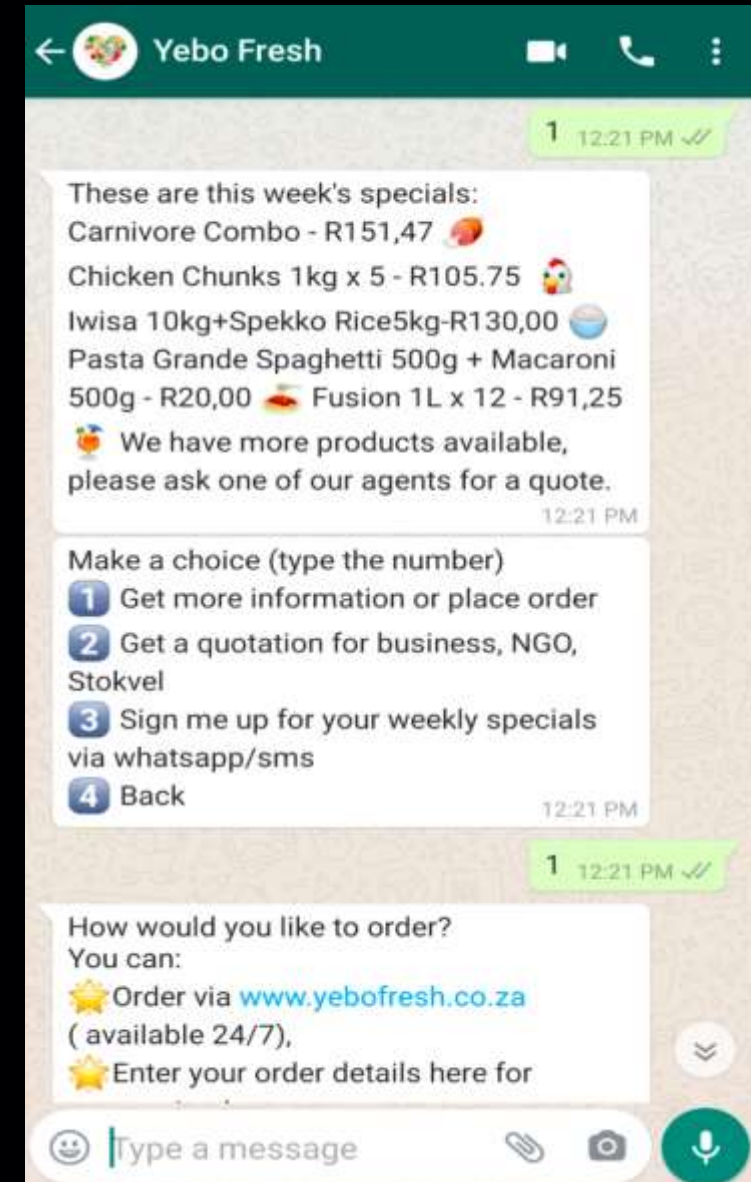 Yebo Fresh
1 12:21 PM
These are this week's specials:
Carnivore Combo - R151,47
Chicken Chunks 1kg x 5 - R105.75
Iwisa 10kg+Spekko Rice5kg-R130,00
Pasta Grande Spaghetti 500g + Macaroni
500g - R20,00 Fusion 1L x 12 - R91,25
We have more products available,
please ask one of our agents for a quote.
12:21 PM
Make a choice (type the number)
1 Get more information or place order
2 Get a quotation for business, NGO,
Stokvel
3 Sign me up for your weekly specials
via whatsapp/sms
4 Back
12:21 PM
1 12:21 PM
How would you like to order?
You can:
Order via www.yebofresh.co.za
( available 24/7),
Enter your order details here for
Type a message